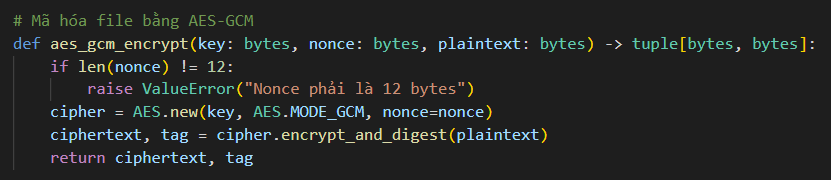 # Mã hóa file bằng AES-GCM
def aes_gcm_encrypt(key: bytes, nonce: bytes, plaintext: bytes) -> tuple[bytes, bytes]:
    if len(nonce) != 12:
        raise ValueError("Nonce phải là 12 bytes")
    cipher = AES.new(key, AES.MODE_GCM, nonce=nonce)
    ciphertext, tag = cipher.encrypt_and_digest(plaintext)
    return ciphertext, tag